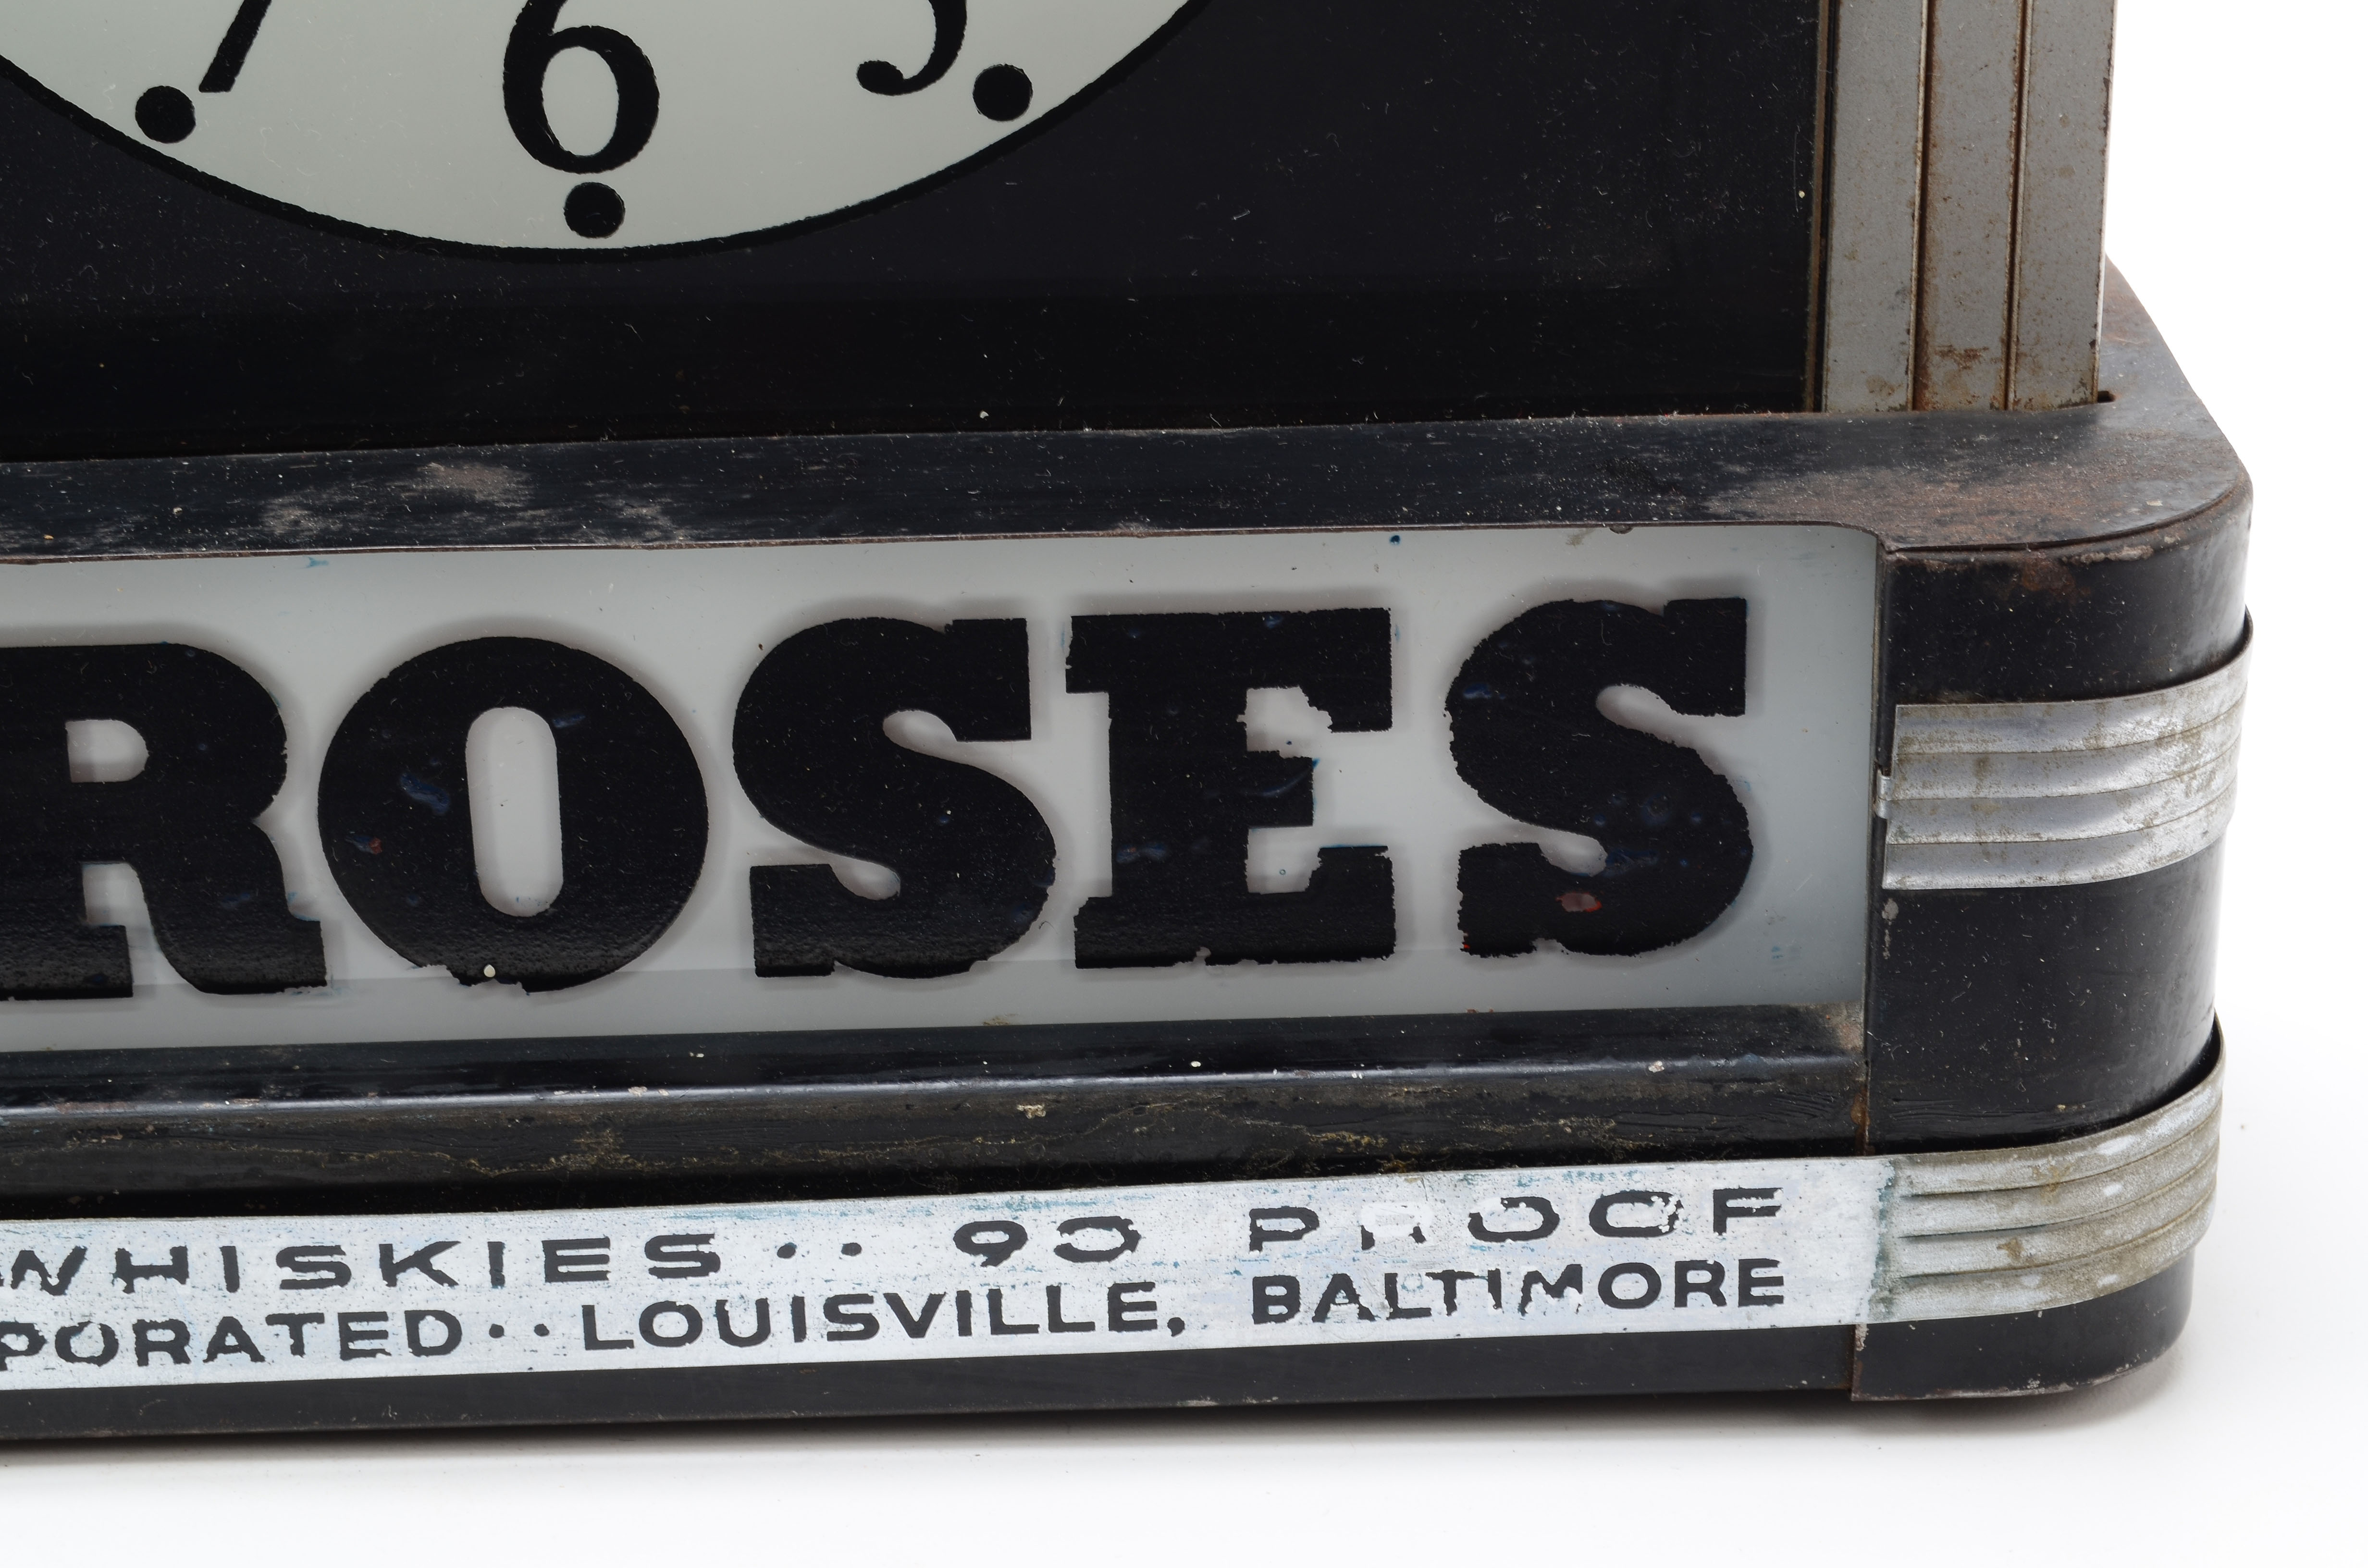 7 6 5
ROSES
WHISKIES·· 90 PROOF
PORATED··LOUISVILLE, BALTIMORE